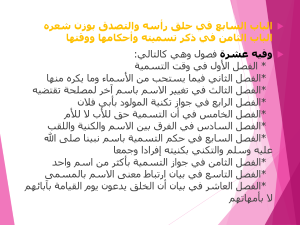 الباب السابع في حلق رأسه والتصدق بوزن شعره
الباب الثامن في ذكر تسميته وأحكامها ووقتها
وفيه عشرة فصول وهي كالتالي:
* الفصل الأول في وقت التسمية
*الفصل الثاني فيما يستحب من الأسماء وما يكره منها
*الفصل الثالث في تغيير الاسم باسم آخر لمصلحة تقتضيه
*الفصل الرابع في جواز تكنية المولود بأبي فلان
*الفصل الخامس في أن التسمية حق للأب لا للأم
*الفصل السادس في الفرق بين الاسم والكنية واللقب
*الفصل السابع في حكم التسمية باسم نبينا صلى الله
عليه وسلم والتكني بكنيته إفرادا وجمعا
*الفصل الثامن في جواز التسمية بأكثر من اسم واحد
*الفصل التاسع في بيان ارتباط معنى الاسم بالمسمى
*الفصل العاشر في بيان أن الخلق يدعون يوم القيامة بآبائهم
لا بأمهاتهم